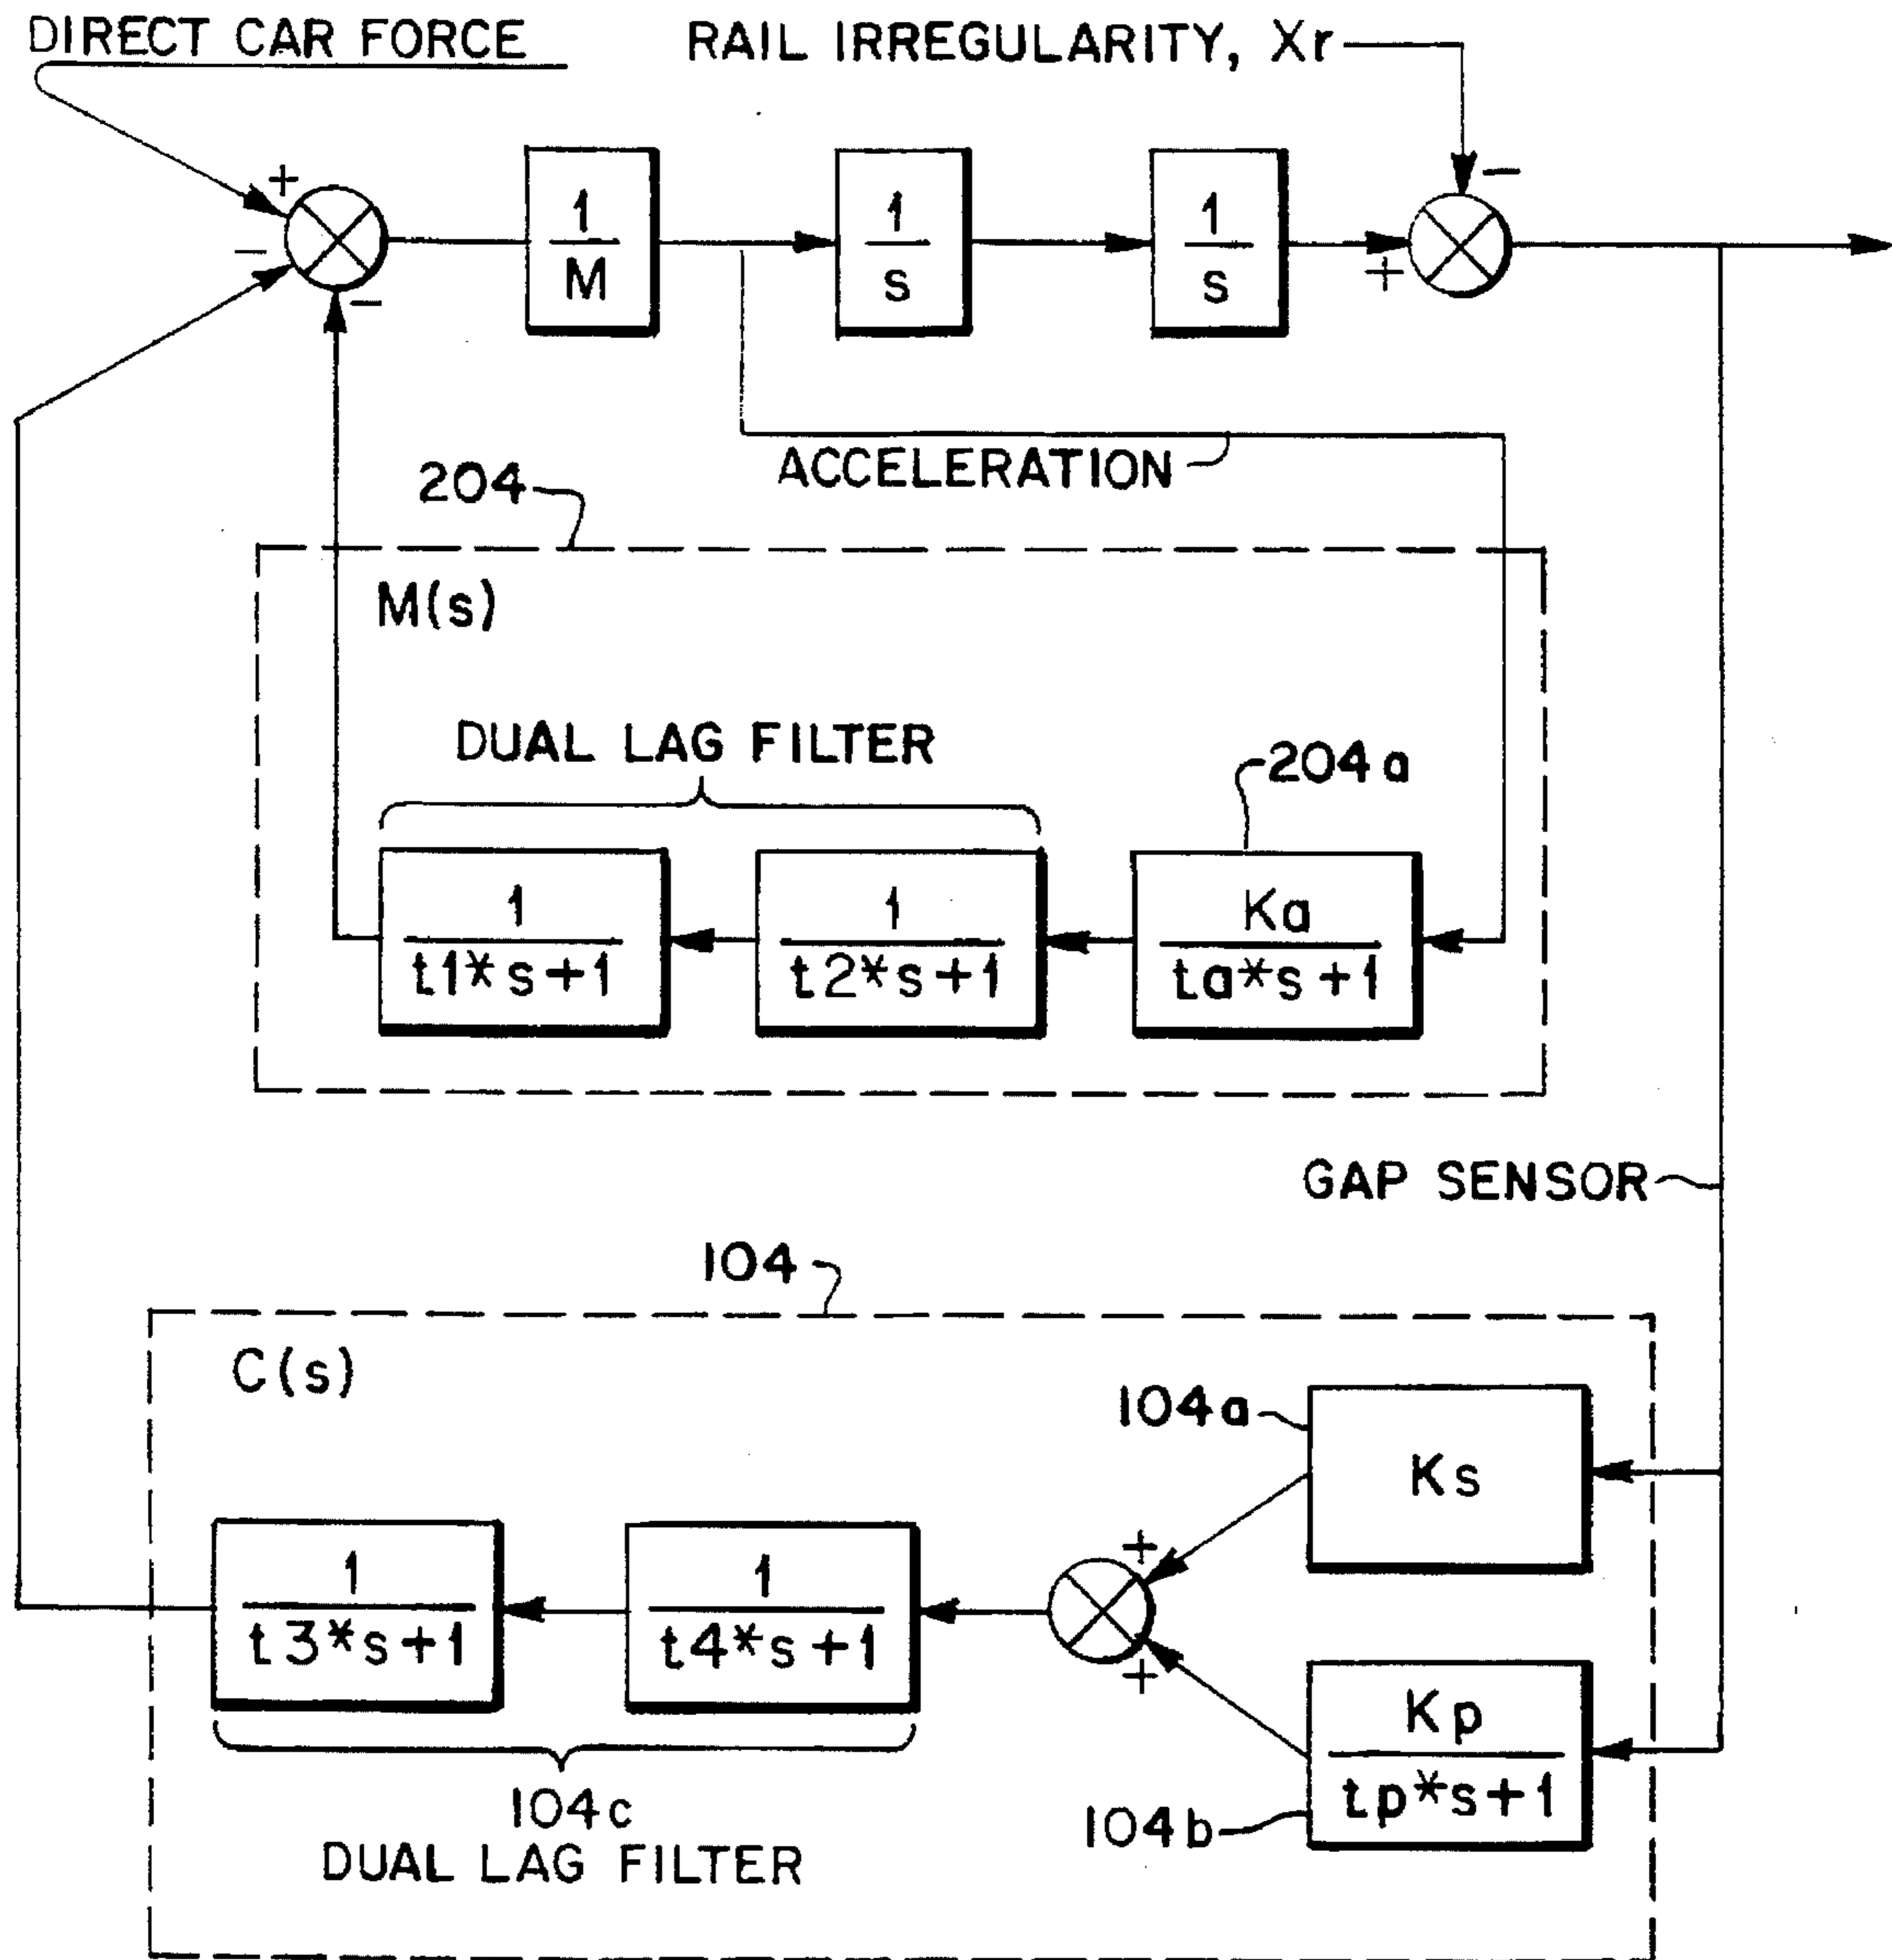 DIRECT CAR FORCE
RAIL IRREGULARITY, Xr
+
-
-
1
M
1
s
1
s
-
+
ACCELERATION
204
M(s)
DUAL LAG FILTER
204a
1
t1*s+1
1
t2*s+1
Ka
ta*s+1
GAP SENSOR
104
C(s)
104a
Ks
+
+
1
t3*s+1
1
t4*s+1
Kp
tp*s+1
104b
104c
DUAL LAG FILTER